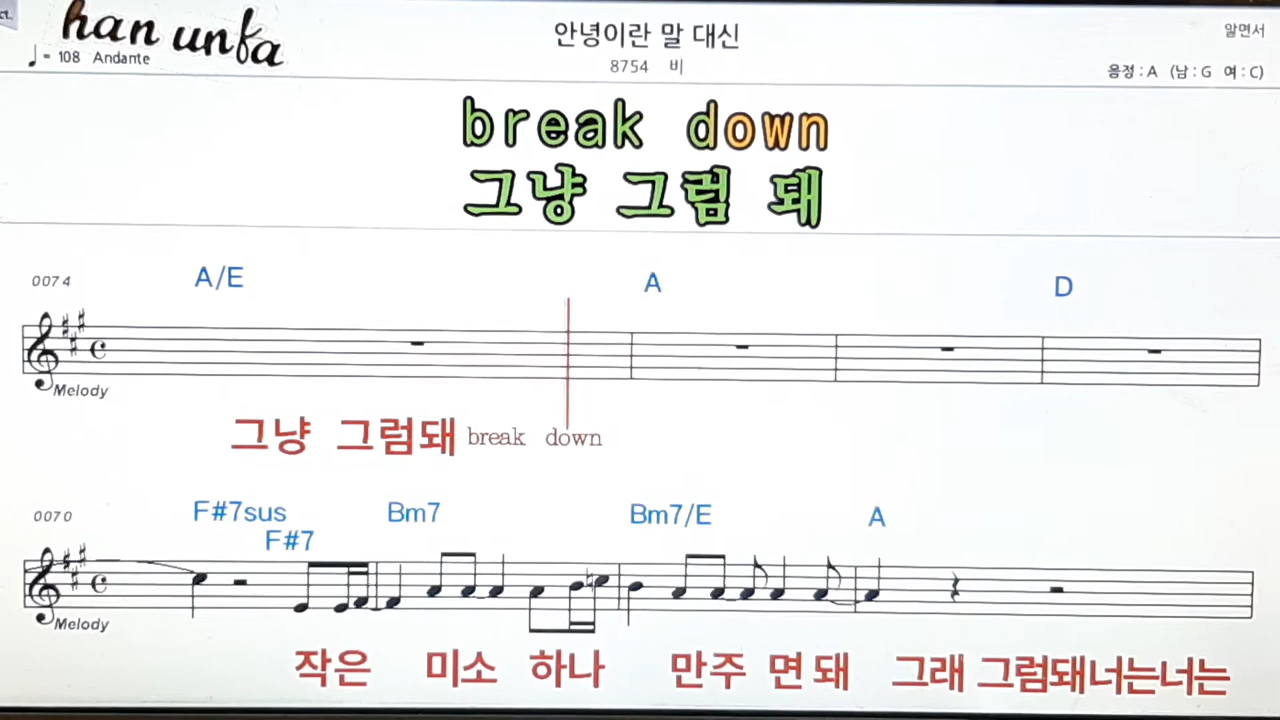 han unfa
♩= 108 Andante
안녕이란 말 대신
8754 비
알면서
음정 : A (남 : G 여 : C)
break down
그냥 그럼 돼
0074
A/E A D
Melody
그냥 그럼돼 break down
0070
F#7sus Bm7 Bm7/E A
F#7
Melody
작은 미소 하나 만주 면 돼 그래 그럼돼너는너는